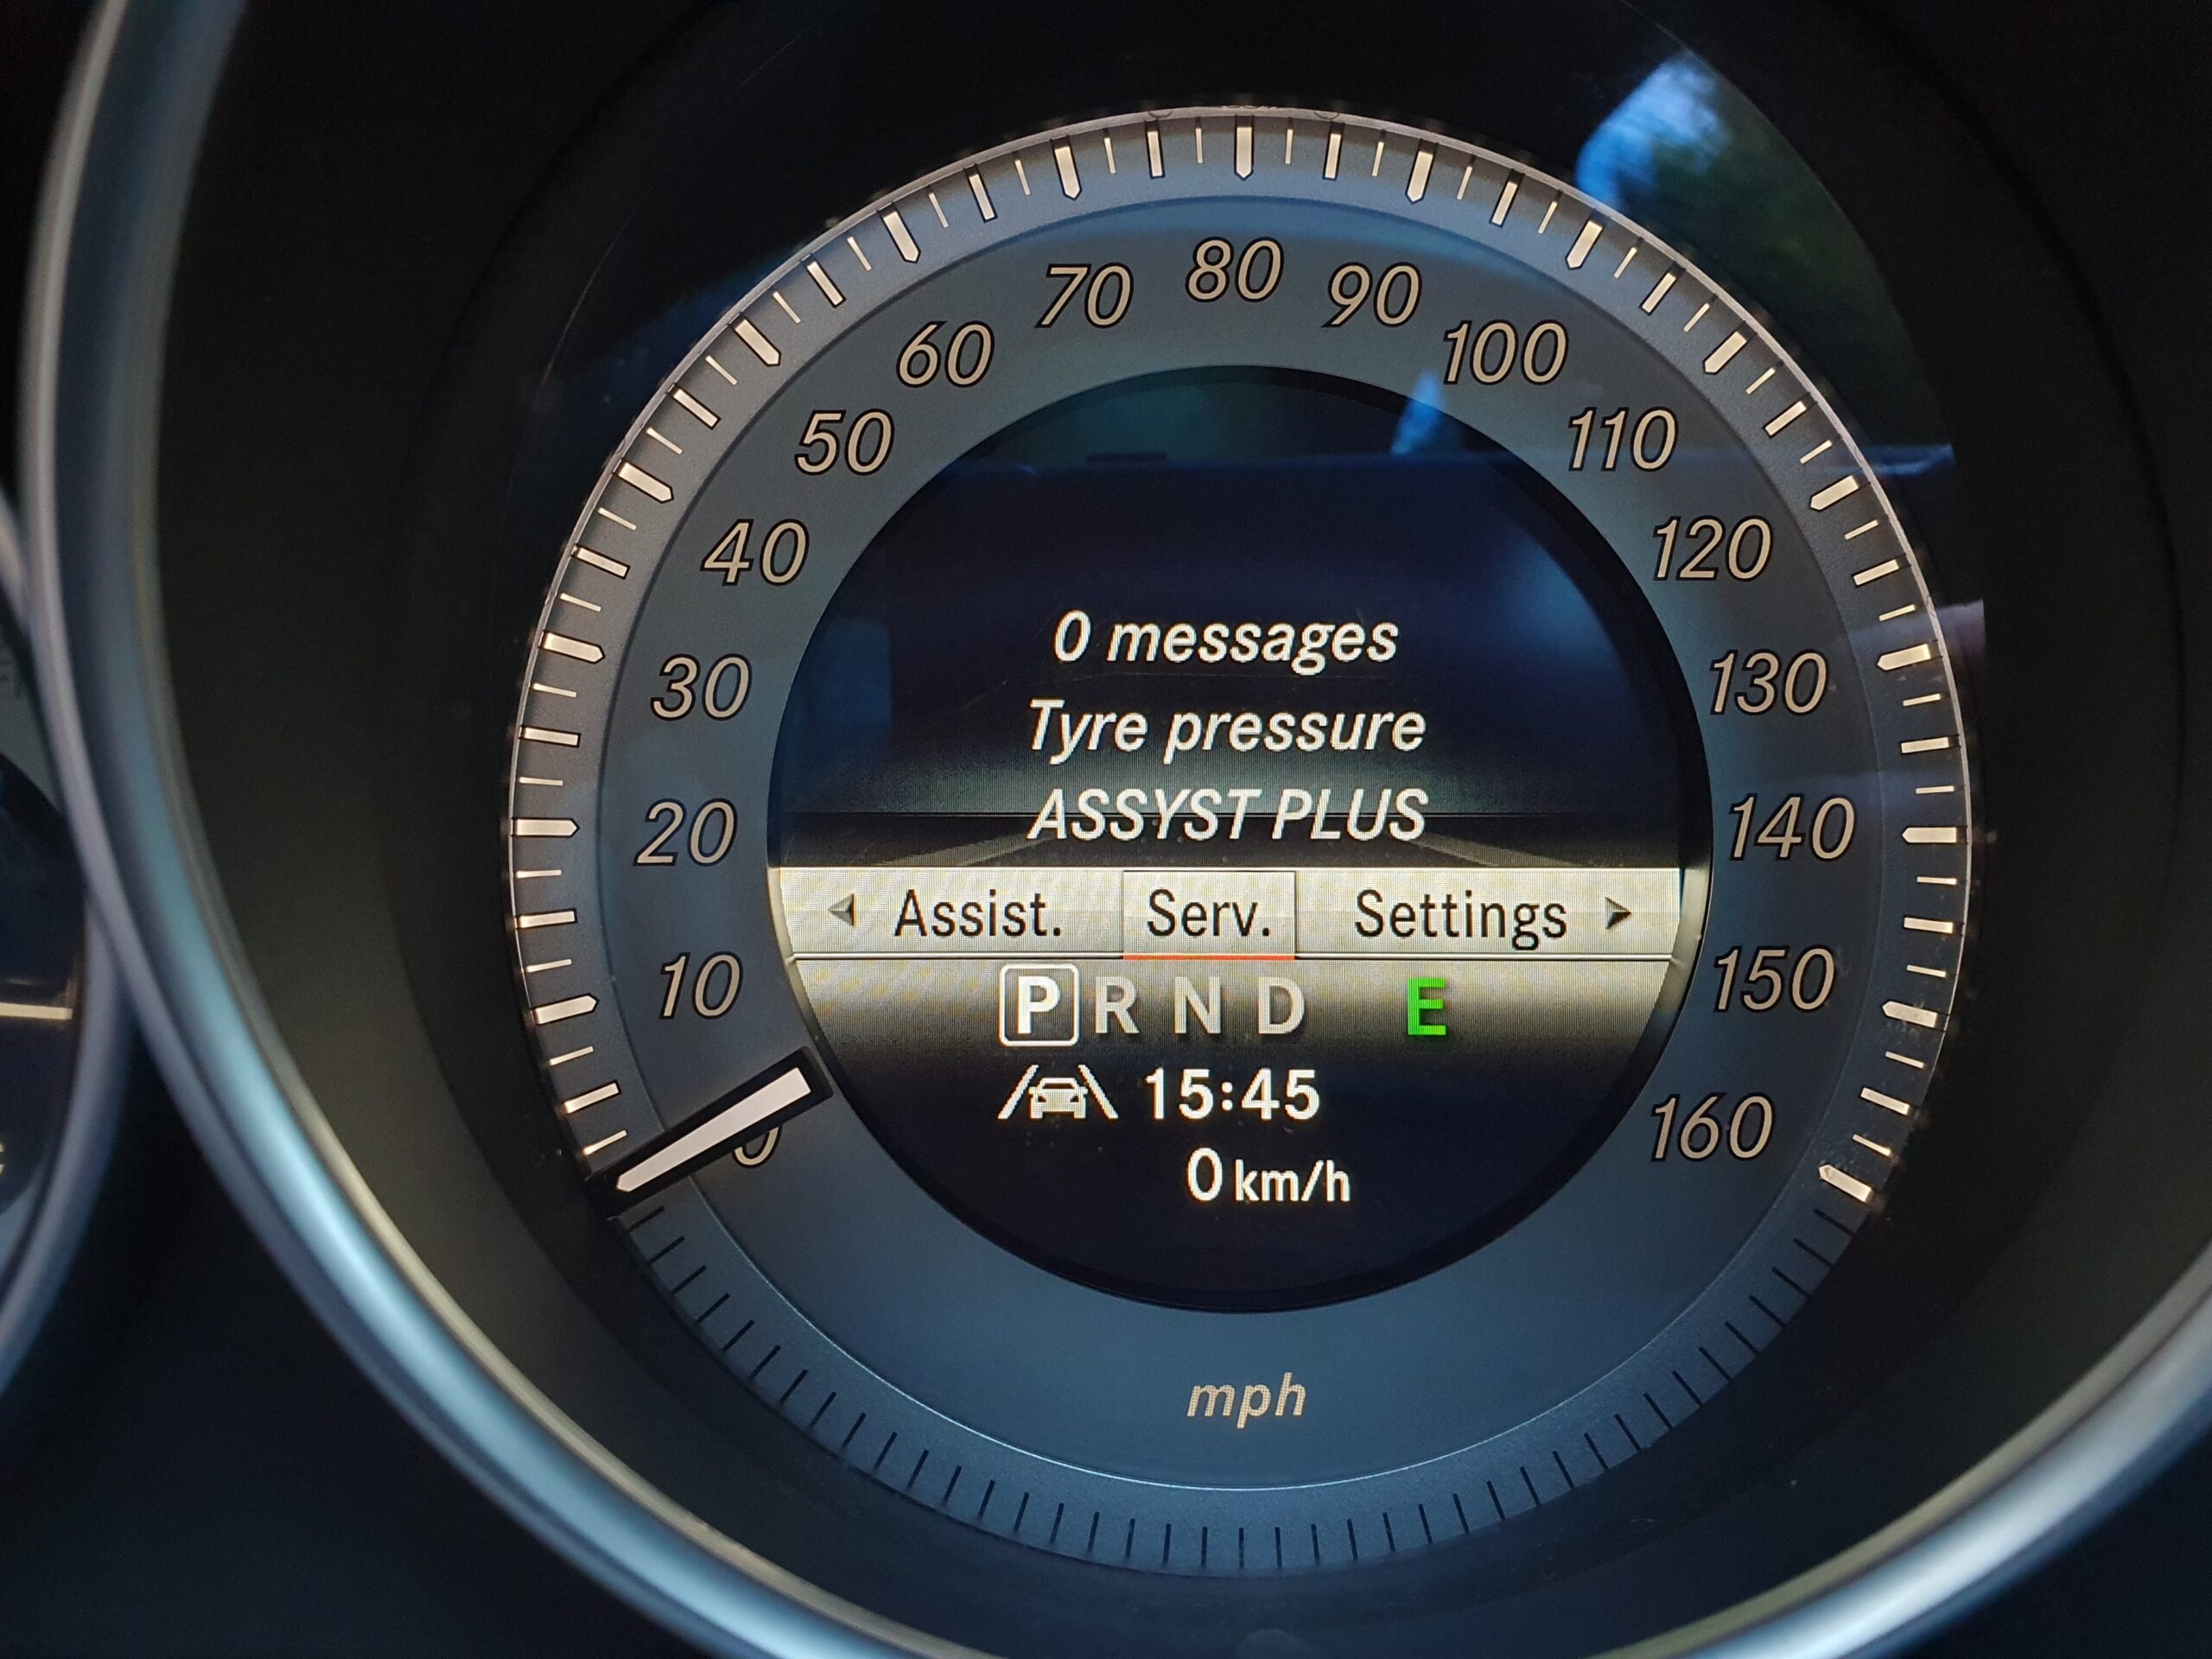 80
70 90
60 100
50 110
40 120
0 messages
30 130
Tyre pressure
20 ASSYST PLUS 140
Assist. Serv. Settings
10 P R N D E 150
15:45
0 160
0 km/h
mph